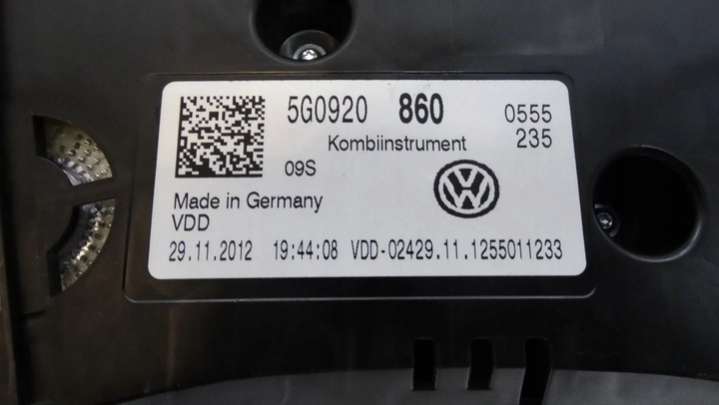 5G0920 860 0555
Kombiinstrument 235
09S
Made in Germany
VDD
29.11.2012 19:44:08 VDD-02429.11.1255011233